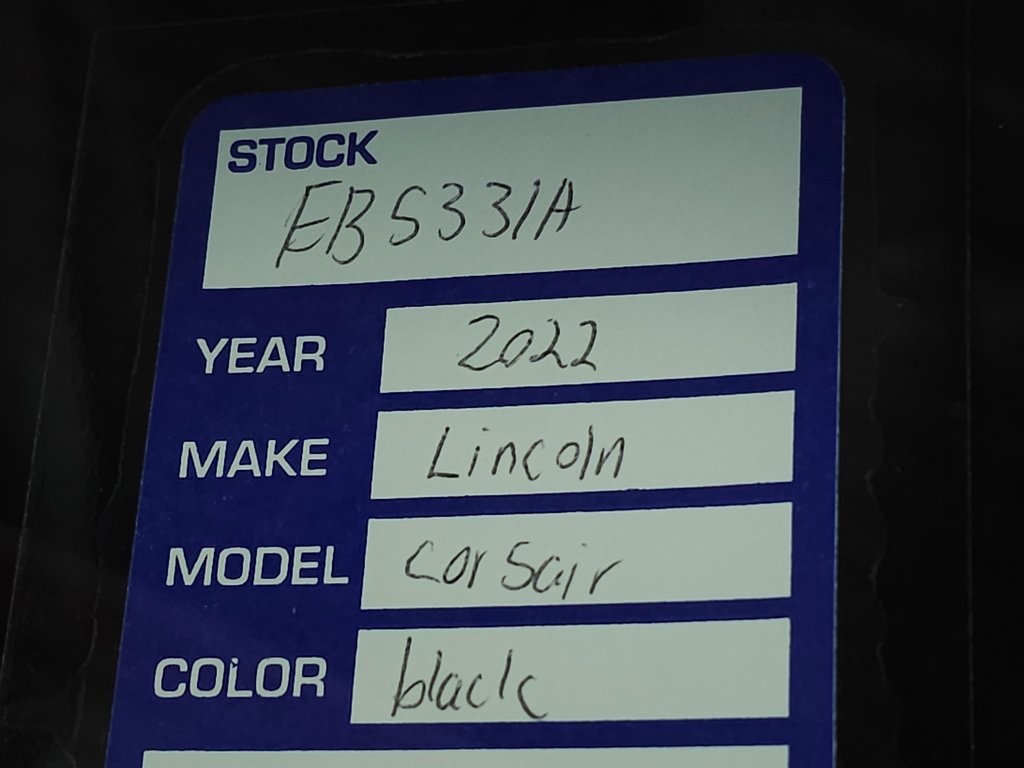 STOCK
EB5331A
YEAR 2022
MAKE Lincoln
MODEL Corsair
COLOR black